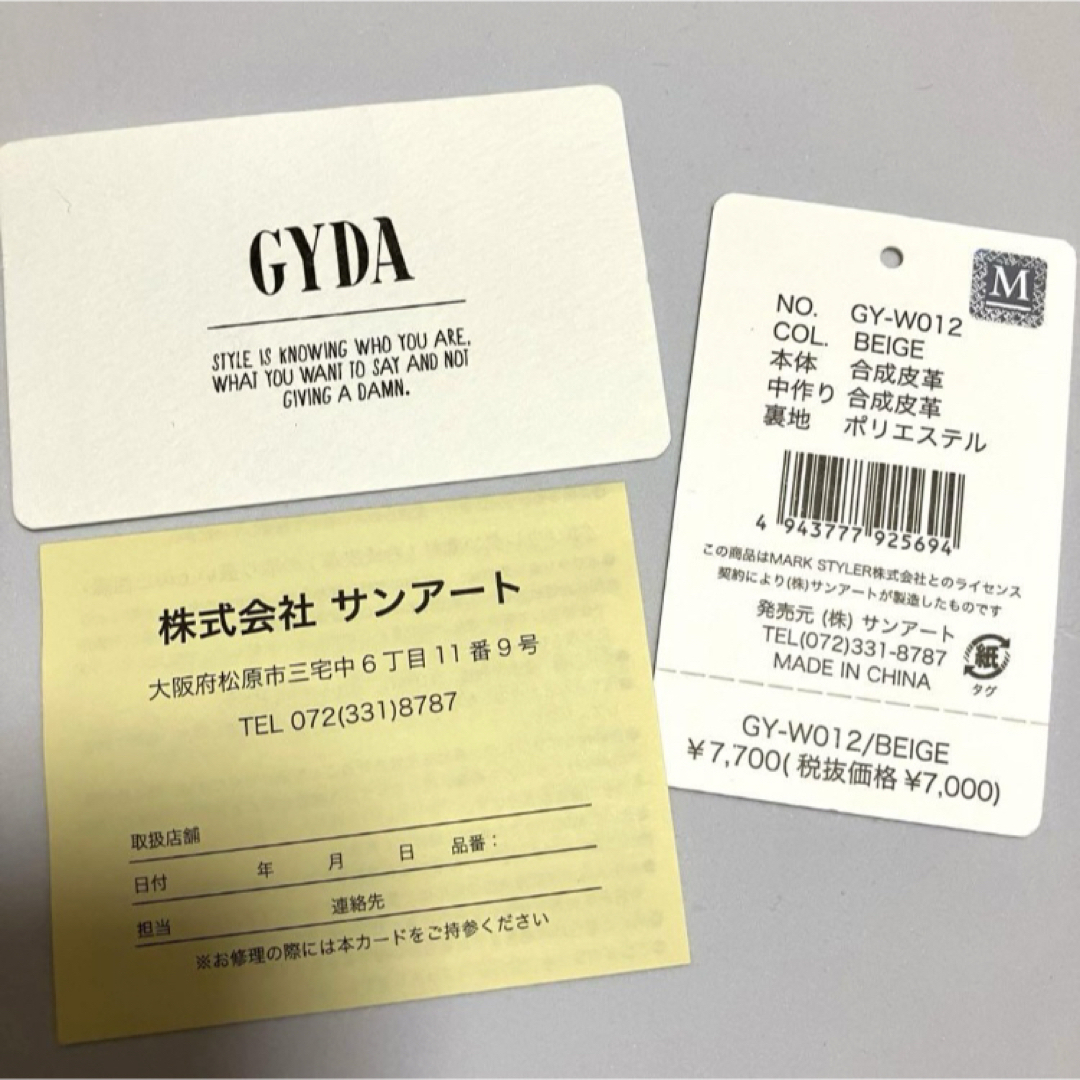 GYDA
STYLE IS KNOWING WHO YOU ARE,
WHAT YOU WANT TO SAY AND NOT
GIVING A DAMN.
M
NO. GY-W012
COL. BEIGE
本体 合成皮革
中作り 合成皮革
裏地 ポリエステル
4 943777 925694
この商品はMARK STYLER株式会社とのライセンス
契約により(株)サンアートが製造したものです
発売元 (株) サンアート
TEL(072)331-8787
MADE IN CHINA
紙
タグ
GY-W012/BEIGE
¥7,700(税抜価格 ¥7,000)
株式会社 サンアート
大阪府松原市三宅中6丁目11番9号
TEL 072(331)8787
取扱店舗
日付 年 月 日 品番:
担当 連絡先
※お修理の際には本カードをご持参ください